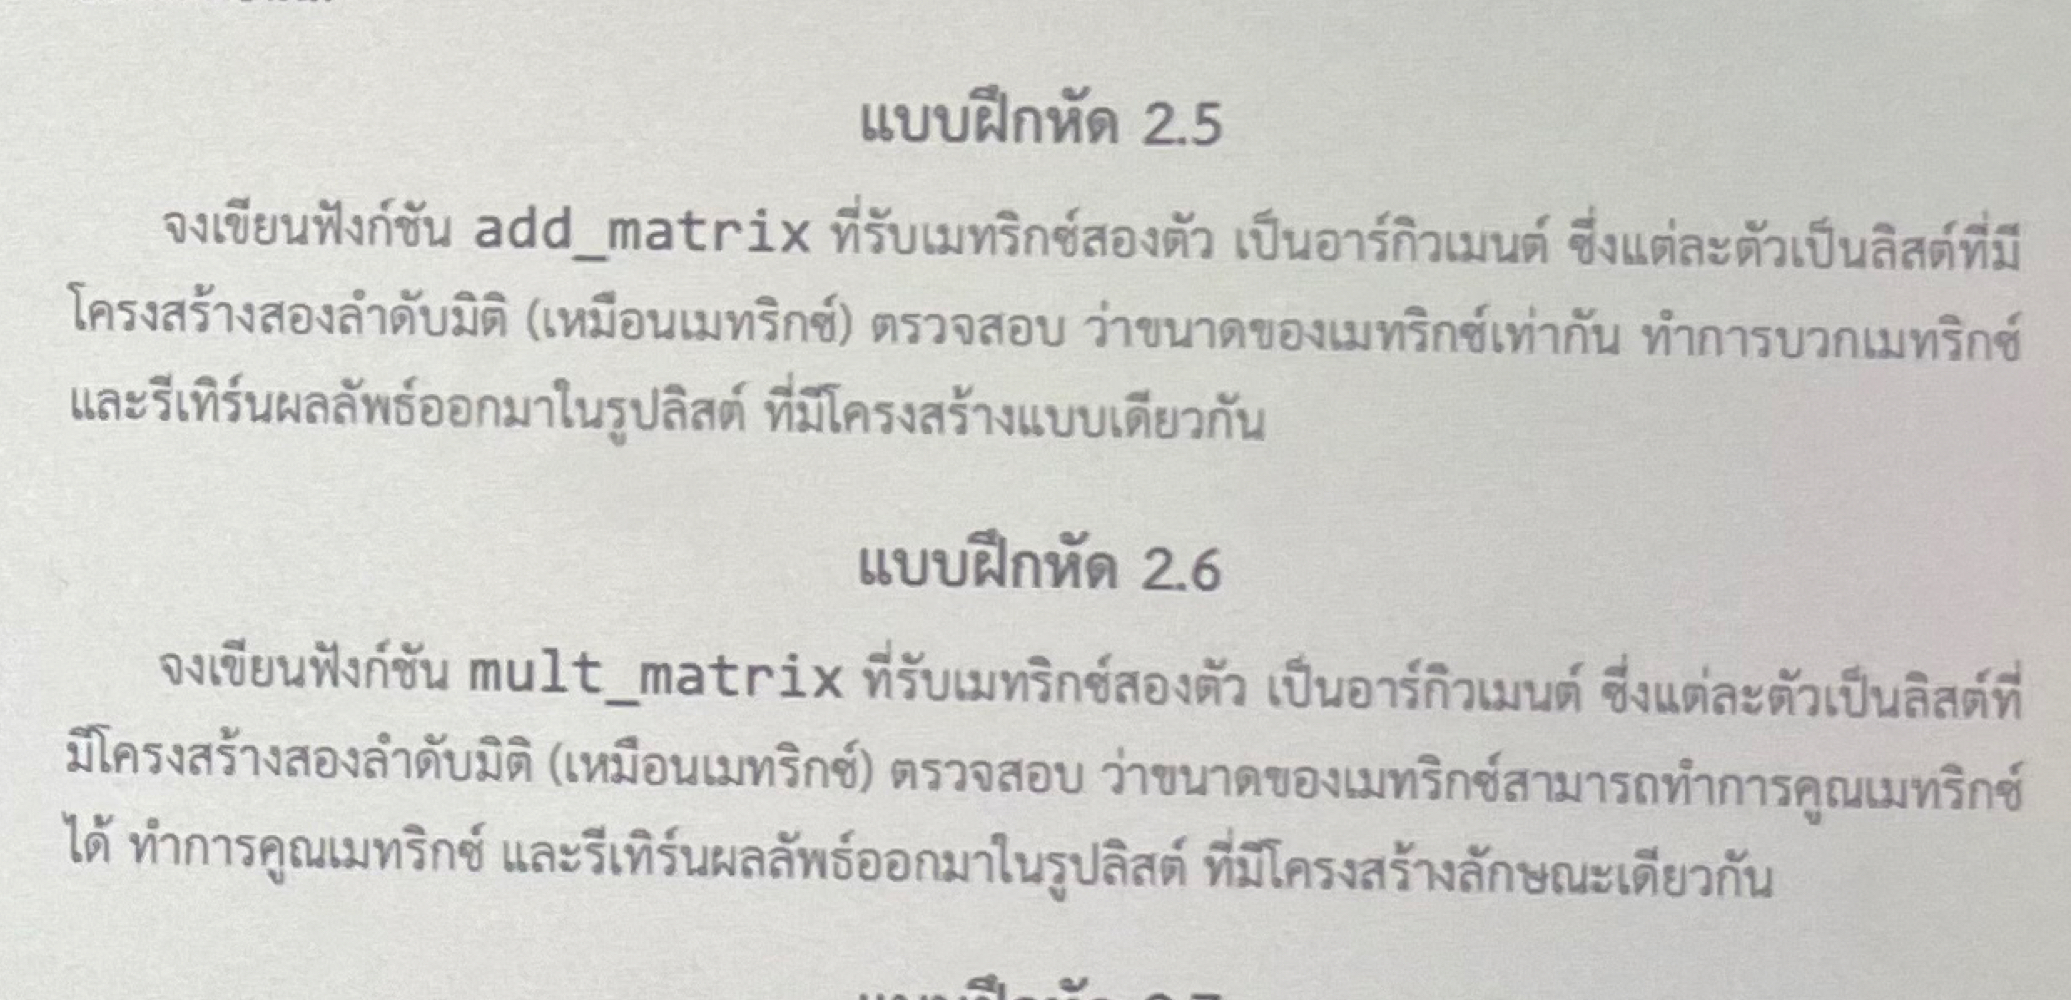 แบบฝึกหัด 2.5
จงเขียนฟังก์ชัน add_matrix ที่รับเมทริกซ์สองตัว เป็นอาร์กิวเมนต์ ซึ่งแต่ละตัวเป็นลิสต์ที่มี
โครงสร้างสองลำดับมิติ (เหมือนเมทริกซ์) ตรวจสอบ ว่าขนาดของเมทริกซ์เท่ากัน ทำการบวกเมทริกซ์
และรีเทิร์นผลลัพธ์ออกมาในรูปลิสต์ ที่มีโครงสร้างแบบเดียวกัน
แบบฝึกหัด 2.6
จงเขียนฟังก์ชัน mult_matrix ที่รับเมทริกซ์สองตัว เป็นอาร์กิวเมนต์ ซึ่งแต่ละตัวเป็นลิสต์ที่
มีโครงสร้างสองลำดับมิติ (เหมือนเมทริกซ์) ตรวจสอบ ว่าขนาดของเมทริกซ์สามารถทำการคูณเมทริกซ์
ได้ ทำการคูณเมทริกซ์ และรีเทิร์นผลลัพธ์ออกมาในรูปลิสต์ ที่มีโครงสร้างลักษณะเดียวกัน